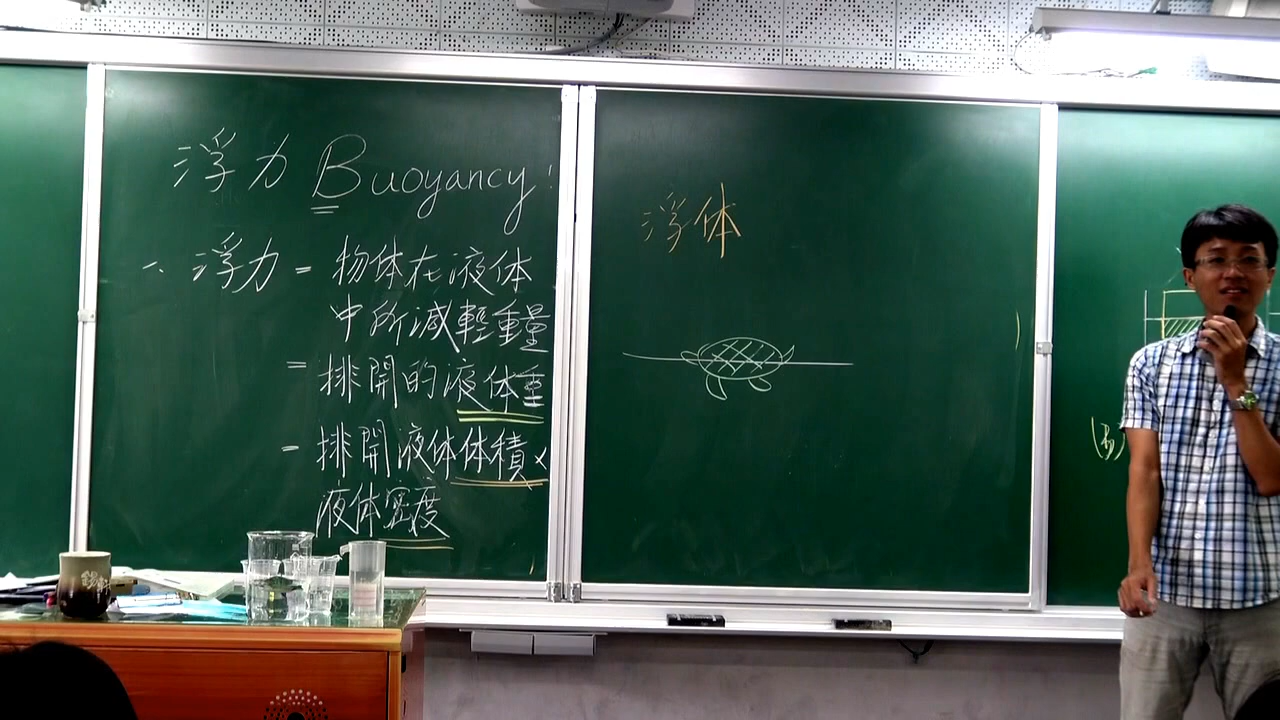 浮力 Buoyancy!
一. 浮力 = 物体在液体
中所減輕重量
= 排開的液体重
= 排開液体体積×
液体密度
浮体